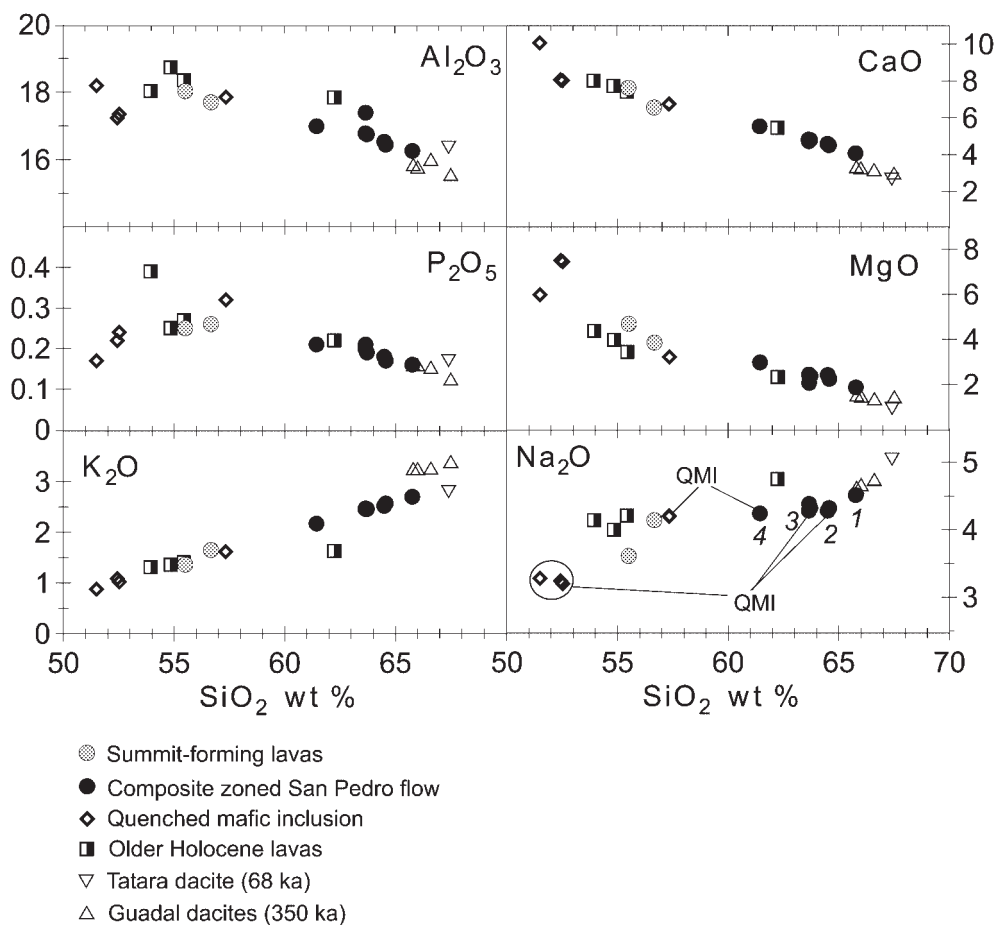 20
18
16
Al₂O₃
CaO
10
8
6
4
2
0.4
0.3
0.2
0.1
0
P₂O₅
MgO
8
6
4
2
3
2
1
0
K₂O
Na₂O
QMI
4
3
2
1
QMI
5
4
3
50 55 60 65 50 55 60 65 70
SiO₂ wt % SiO₂ wt %
Summit-forming lavas
Composite zoned San Pedro flow
Quenched mafic inclusion
Older Holocene lavas
Tatara dacite (68 ka)
Guadal dacites (350 ka)